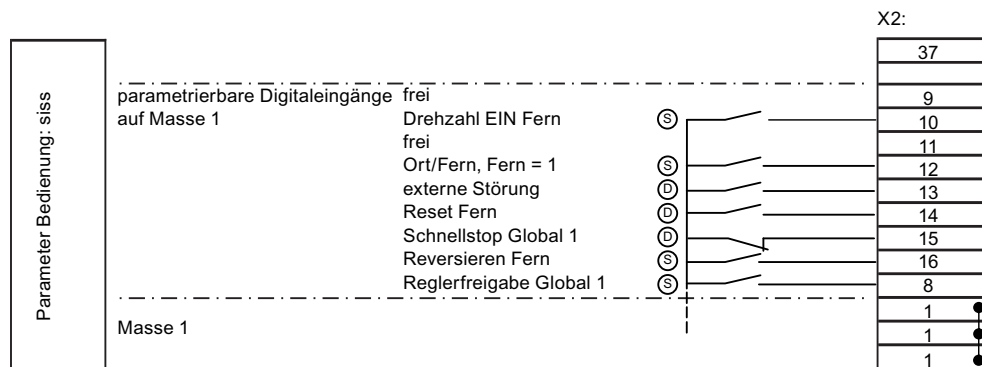 X2:
37
parametrierbare Digitaleingänge frei 9
auf Masse 1 Drehzahl EIN Fern S 10
frei 11
Ort/Fern, Fern = 1 S 12
externe Störung D 13
Reset Fern D 14
Schnellstop Global 1 D 15
Reversieren Fern S 16
Reglerfreigabe Global 1 S 8
Masse 1 1
1
1
Parameter Bedienung: siss